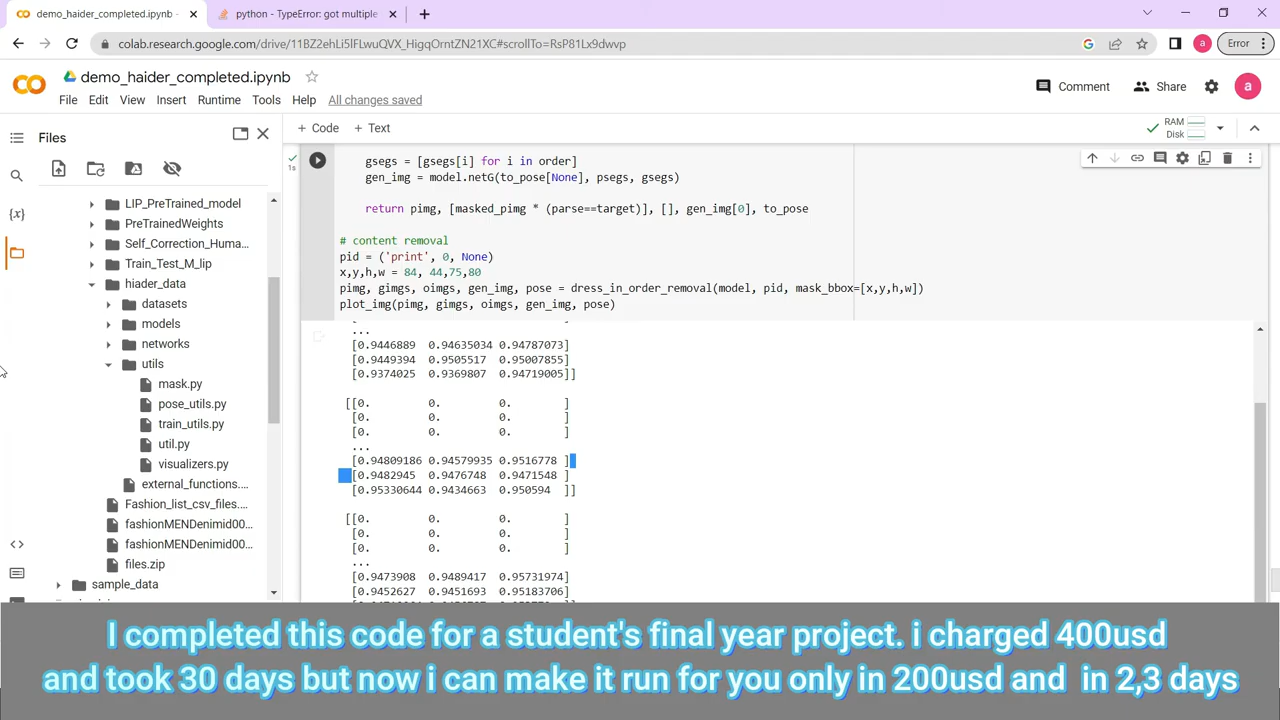 demo_haider_completed.ipynb -
python - TypeError: got multiple
colab.research.google.com/drive/11BZ2ehLi5lFLwuQVX_HigqOrntZN21XC#scrollTo=RsP81Lx9dwvp
a
Error
demo_haider_completed.ipynb
File Edit View Insert Runtime Tools Help All changes saved
Comment Share a
Files
+ Code + Text
RAM
Disk
LIP_PreTrained_model
PreTrainedWeights
Self_Correction_Huma...
Train_Test_M_lip
hiader_data
datasets
models
networks
utils
mask.py
pose_utils.py
train_utils.py
util.py
visualizers.py
external_functions....
Fashion_list_csv_files....
fashionMENDenimid00...
fashionMENDenimid00...
files.zip
sample_data
{x}
1s
gsegs = [gsegs[i] for i in order]
gen_img = model.netG(to_pose[None], psegs, gsegs)
return pimg, [masked_pimg * (parse==target)], [], gen_img[0], to_pose
# content removal
pid = ('print', 0, None)
x,y,h,w = 84, 44,75,80
pimg, gimgs, oimgs, gen_img, pose = dress_in_order_removal(model, pid, mask_bbox=[x,y,h,w])
plot_img(pimg, gimgs, oimgs, gen_img, pose)
...
[0.9446889 0.94635034 0.94787073]
[0.9449394 0.9505517 0.95007855]
[0.9374025 0.9369807 0.94719005]]
[[0. 0. 0. ]
[0. 0. 0. ]
[0. 0. 0. ]
...
[0.94809186 0.94579935 0.9516778 ]
[0.9482945 0.9476748 0.9471548 ]
[0.95330644 0.9434663 0.950594 ]]
[[0. 0. 0. ]
[0. 0. 0. ]
[0. 0. 0. ]
...
[0.9473908 0.9489417 0.95731974]
[0.9452627 0.9451693 0.95183706]
I completed this code for a student's final year project. i charged 400usd
and took 30 days but now i can make it run for you only in 200usd and in 2,3 days